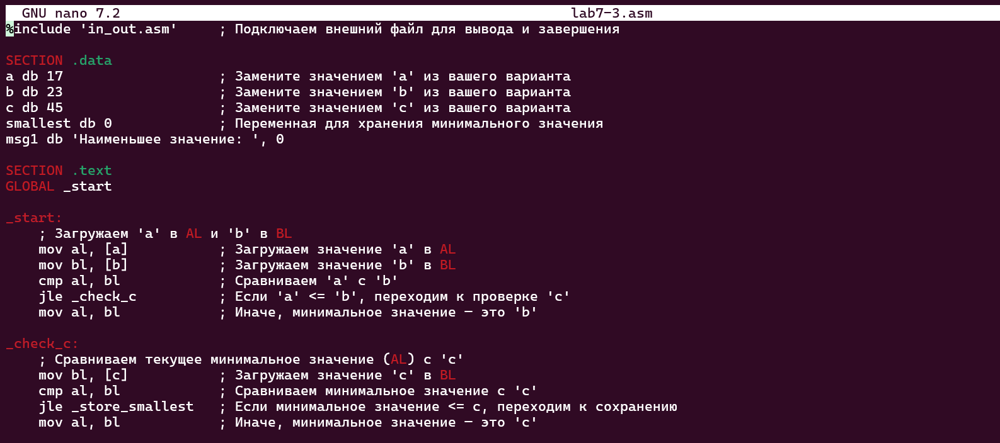 GNU nano 7.2 lab7-3.asm
%include 'in_out.asm' ; Подключаем внешний файл для вывода и завершения
SECTION .data
a db 17 ; Замените значением 'a' из вашего варианта
b db 23 ; Замените значением 'b' из вашего варианта
c db 45 ; Замените значением 'c' из вашего варианта
smallest db 0 ; Переменная для хранения минимального значения
msg1 db 'Наименьшее значение: ', 0
SECTION .text
GLOBAL _start
_start:
; Загружаем 'a' в AL и 'b' в BL
mov al, [a] ; Загружаем значение 'a' в AL
mov bl, [b] ; Загружаем значение 'b' в BL
cmp al, bl ; Сравниваем 'a' с 'b'
jle _check_c ; Если 'a' <= 'b', переходим к проверке 'c'
mov al, bl ; Иначе, минимальное значение — это 'b'
_check_c:
; Сравниваем текущее минимальное значение (AL) с 'c'
mov bl, [c] ; Загружаем значение 'c' в BL
cmp al, bl ; Сравниваем минимальное значение с 'c'
jle _store_smallest ; Если минимальное значение <= c, переходим к сохранению
mov al, bl ; Иначе, минимальное значение — это 'c'